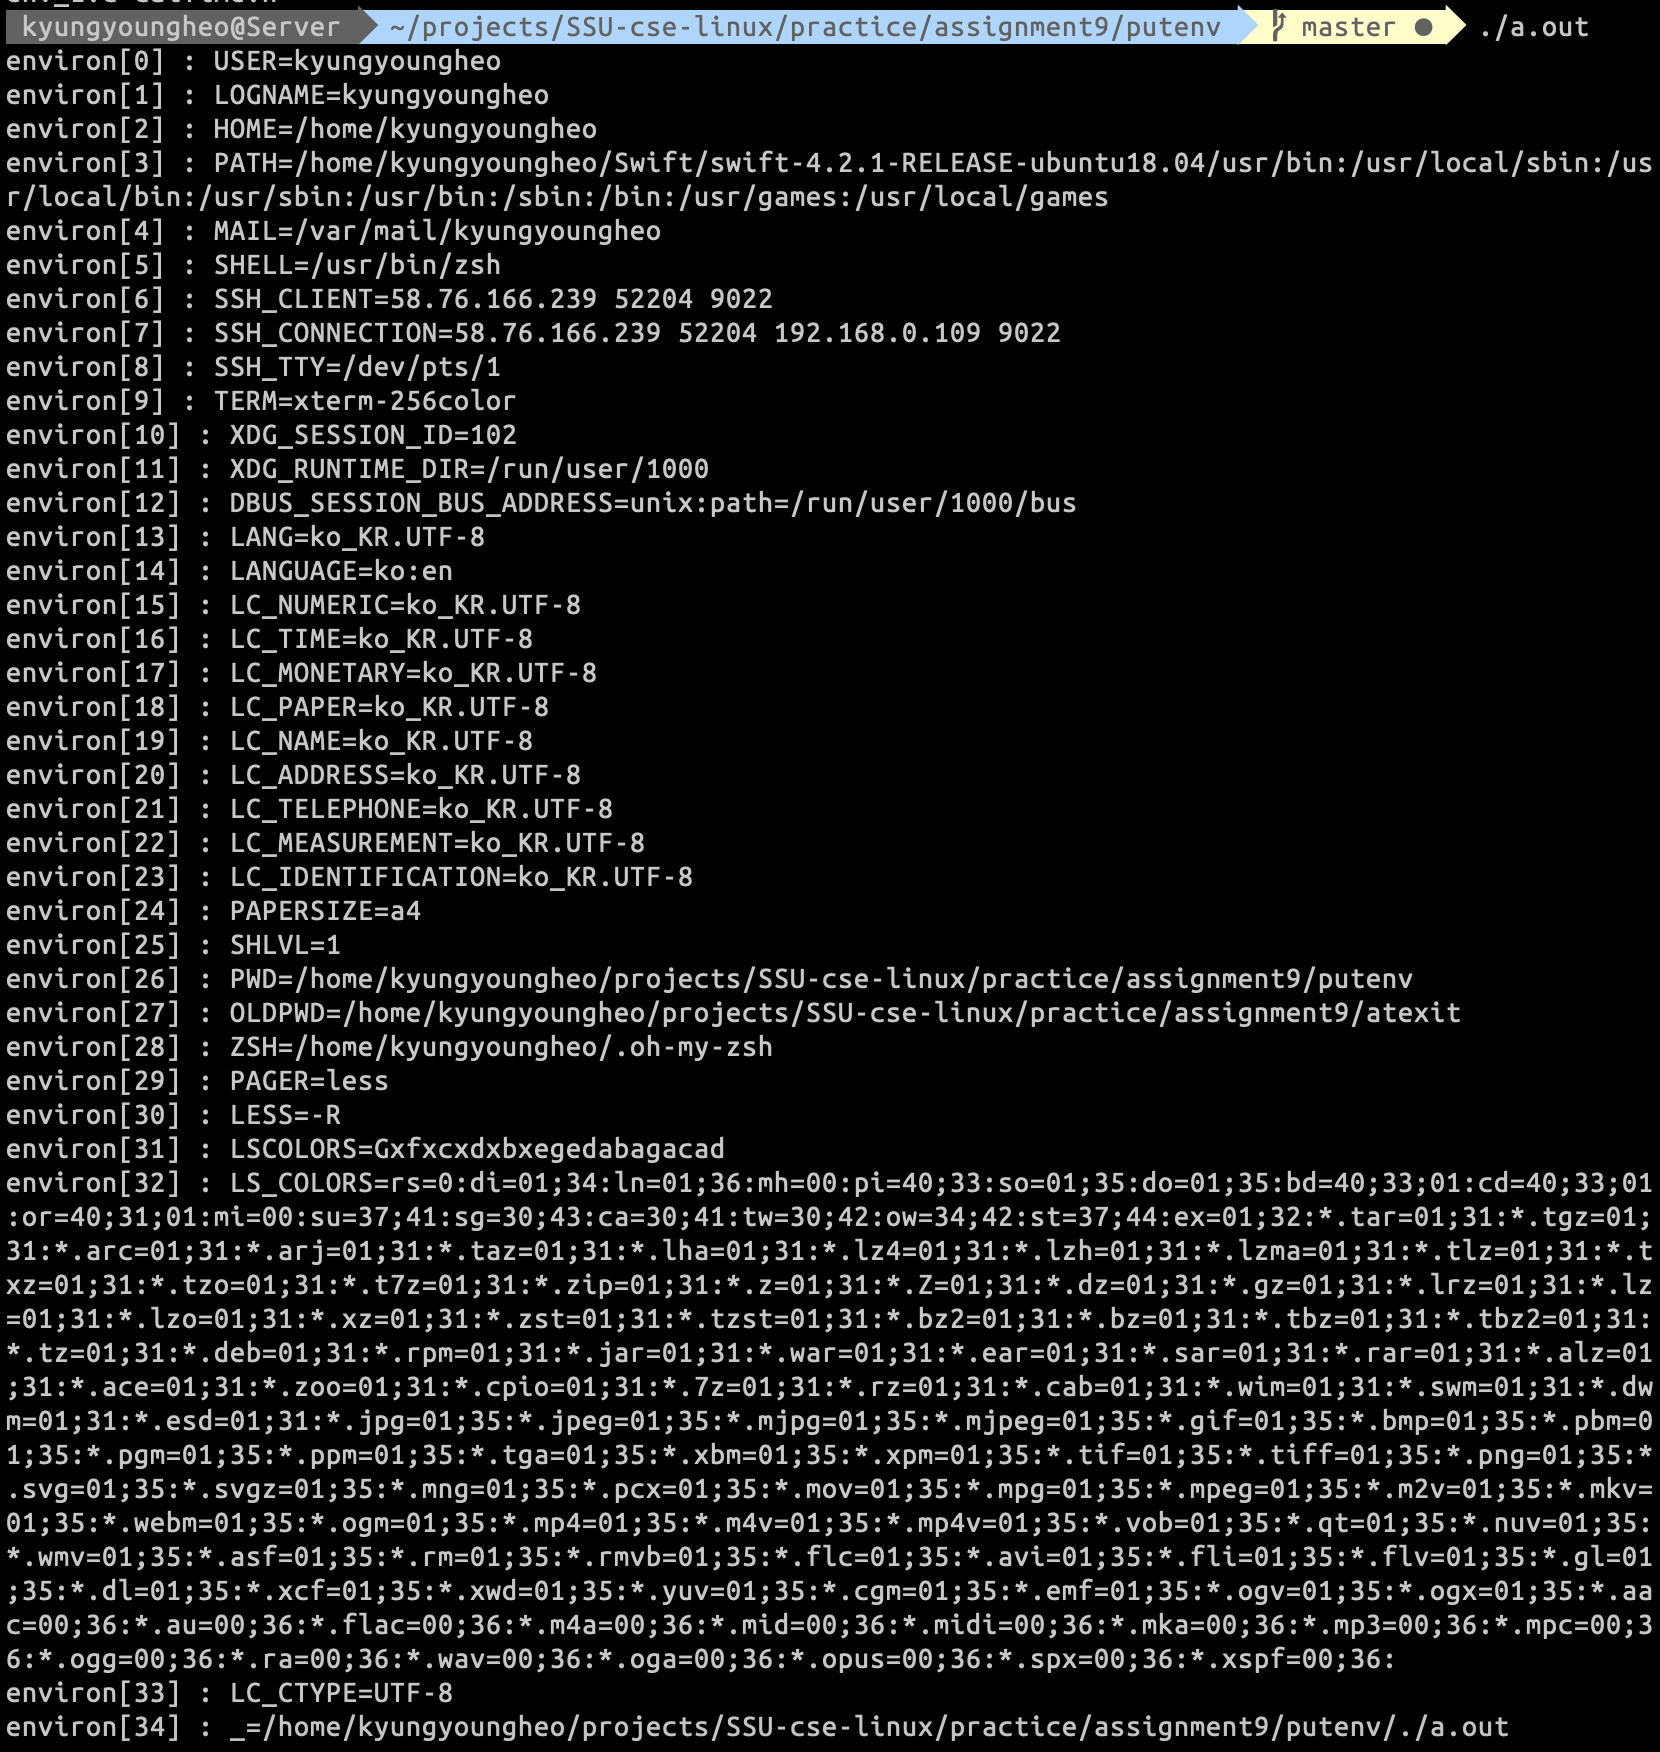 kyungyoungheo@Server ~/projects/SSU-cse-linux/practice/assignment9/putenv master ● ./a.out
environ[0] : USER=kyungyoungheo
environ[1] : LOGNAME=kyungyoungheo
environ[2] : HOME=/home/kyungyoungheo
environ[3] : PATH=/home/kyungyoungheo/Swift/swift-4.2.1-RELEASE-ubuntu18.04/usr/bin:/usr/local/sbin:/us
r/local/bin:/usr/sbin:/usr/bin:/sbin:/bin:/usr/games:/usr/local/games
environ[4] : MAIL=/var/mail/kyungyoungheo
environ[5] : SHELL=/usr/bin/zsh
environ[6] : SSH_CLIENT=58.76.166.239 52204 9022
environ[7] : SSH_CONNECTION=58.76.166.239 52204 192.168.0.109 9022
environ[8] : SSH_TTY=/dev/pts/1
environ[9] : TERM=xterm-256color
environ[10] : XDG_SESSION_ID=102
environ[11] : XDG_RUNTIME_DIR=/run/user/1000
environ[12] : DBUS_SESSION_BUS_ADDRESS=unix:path=/run/user/1000/bus
environ[13] : LANG=ko_KR.UTF-8
environ[14] : LANGUAGE=ko:en
environ[15] : LC_NUMERIC=ko_KR.UTF-8
environ[16] : LC_TIME=ko_KR.UTF-8
environ[17] : LC_MONETARY=ko_KR.UTF-8
environ[18] : LC_PAPER=ko_KR.UTF-8
environ[19] : LC_NAME=ko_KR.UTF-8
environ[20] : LC_ADDRESS=ko_KR.UTF-8
environ[21] : LC_TELEPHONE=ko_KR.UTF-8
environ[22] : LC_MEASUREMENT=ko_KR.UTF-8
environ[23] : LC_IDENTIFICATION=ko_KR.UTF-8
environ[24] : PAPERSIZE=a4
environ[25] : SHLVL=1
environ[26] : PWD=/home/kyungyoungheo/projects/SSU-cse-linux/practice/assignment9/putenv
environ[27] : OLDPWD=/home/kyungyoungheo/projects/SSU-cse-linux/practice/assignment9/atexit
environ[28] : ZSH=/home/kyungyoungheo/.oh-my-zsh
environ[29] : PAGER=less
environ[30] : LESS=-R
environ[31] : LSCOLORS=Gxfxcxdxbxegedabagacad
environ[32] : LS_COLORS=rs=0:di=01;34:ln=01;36:mh=00:pi=40;33:so=01;35:do=01;35:bd=40;33;01:cd=40;33;01
:or=40;31;01:mi=00:su=37;41:sg=30;43:ca=30;41:tw=30;42:ow=34;42:st=37;44:ex=01;32:*.tar=01;31:*.tgz=01;
31:*.arc=01;31:*.arj=01;31:*.taz=01;31:*.lha=01;31:*.lz4=01;31:*.lzh=01;31:*.lzma=01;31:*.tlz=01;31:*.t
xz=01;31:*.tzo=01;31:*.t7z=01;31:*.zip=01;31:*.z=01;31:*.Z=01;31:*.dz=01;31:*.gz=01;31:*.lrz=01;31:*.lz
=01;31:*.lzo=01;31:*.xz=01;31:*.zst=01;31:*.tzst=01;31:*.bz2=01;31:*.bz=01;31:*.tbz=01;31:*.tbz2=01;31:
*.tz=01;31:*.deb=01;31:*.rpm=01;31:*.jar=01;31:*.war=01;31:*.ear=01;31:*.sar=01;31:*.rar=01;31:*.alz=01
;31:*.ace=01;31:*.zoo=01;31:*.cpio=01;31:*.7z=01;31:*.rz=01;31:*.cab=01;31:*.wim=01;31:*.swm=01;31:*.dw
m=01;31:*.esd=01;31:*.jpg=01;35:*.jpeg=01;35:*.mjpg=01;35:*.mjpeg=01;35:*.gif=01;35:*.bmp=01;35:*.pbm=0
1;35:*.pgm=01;35:*.ppm=01;35:*.tga=01;35:*.xbm=01;35:*.xpm=01;35:*.tif=01;35:*.tiff=01;35:*.png=01;35:*
.svg=01;35:*.svgz=01;35:*.mng=01;35:*.pcx=01;35:*.mov=01;35:*.mpg=01;35:*.mpeg=01;35:*.m2v=01;35:*.mkv=
01;35:*.webm=01;35:*.ogm=01;35:*.mp4=01;35:*.m4v=01;35:*.mp4v=01;35:*.vob=01;35:*.qt=01;35:*.nuv=01;35:
*.wmv=01;35:*.asf=01;35:*.rm=01;35:*.rmvb=01;35:*.flc=01;35:*.avi=01;35:*.fli=01;35:*.flv=01;35:*.gl=01
;35:*.dl=01;35:*.xcf=01;35:*.xwd=01;35:*.yuv=01;35:*.cgm=01;35:*.emf=01;35:*.ogv=01;35:*.ogx=01;35:*.aa
c=00;36:*.au=00;36:*.flac=00;36:*.m4a=00;36:*.mid=00;36:*.midi=00;36:*.mka=00;36:*.mp3=00;36:*.mpc=00;3
6:*.ogg=00;36:*.ra=00;36:*.wav=00;36:*.oga=00;36:*.opus=00;36:*.spx=00;36:*.xspf=00;36:
environ[33] : LC_CTYPE=UTF-8
environ[34] : _=/home/kyungyoungheo/projects/SSU-cse-linux/practice/assignment9/putenv/./a.out